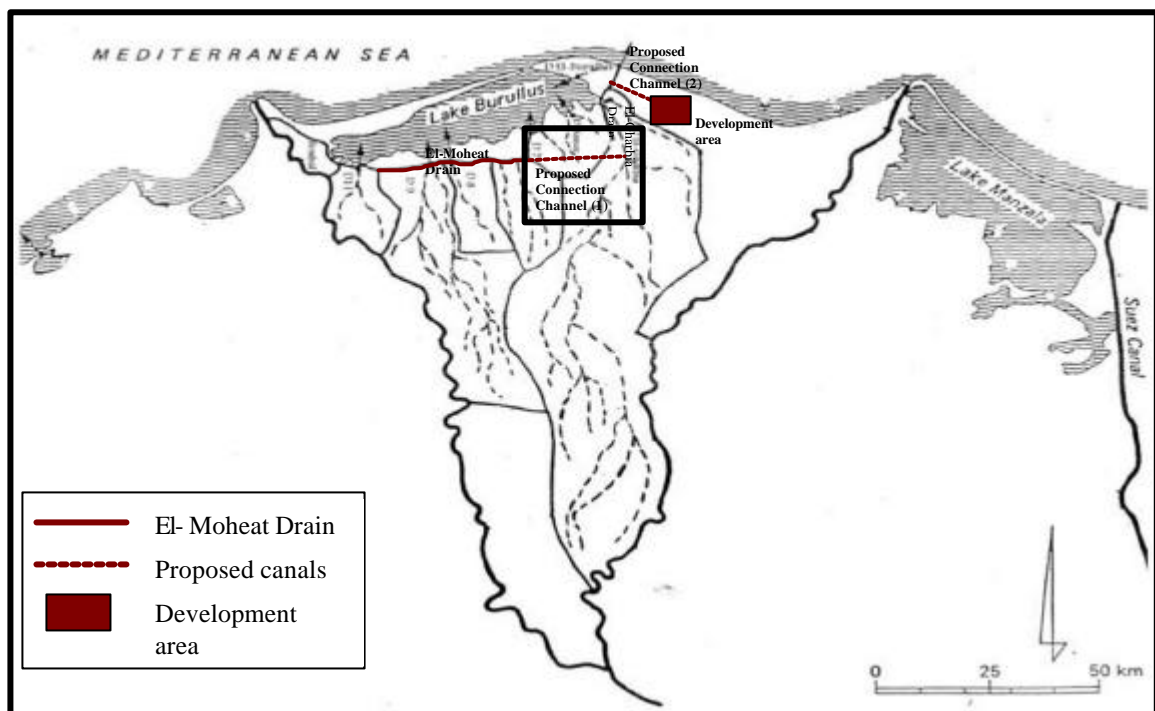 MEDITERRANEAN SEA
Proposed
Connection
Channel (2)
Lake Burullus
Development
area
El-Moheat
Drain
Drain
Proposed
Connection
Channel (1)
Lake Manzala
Suez Canal
El- Moheat Drain
Proposed canals
Development
area
0 25 50 km